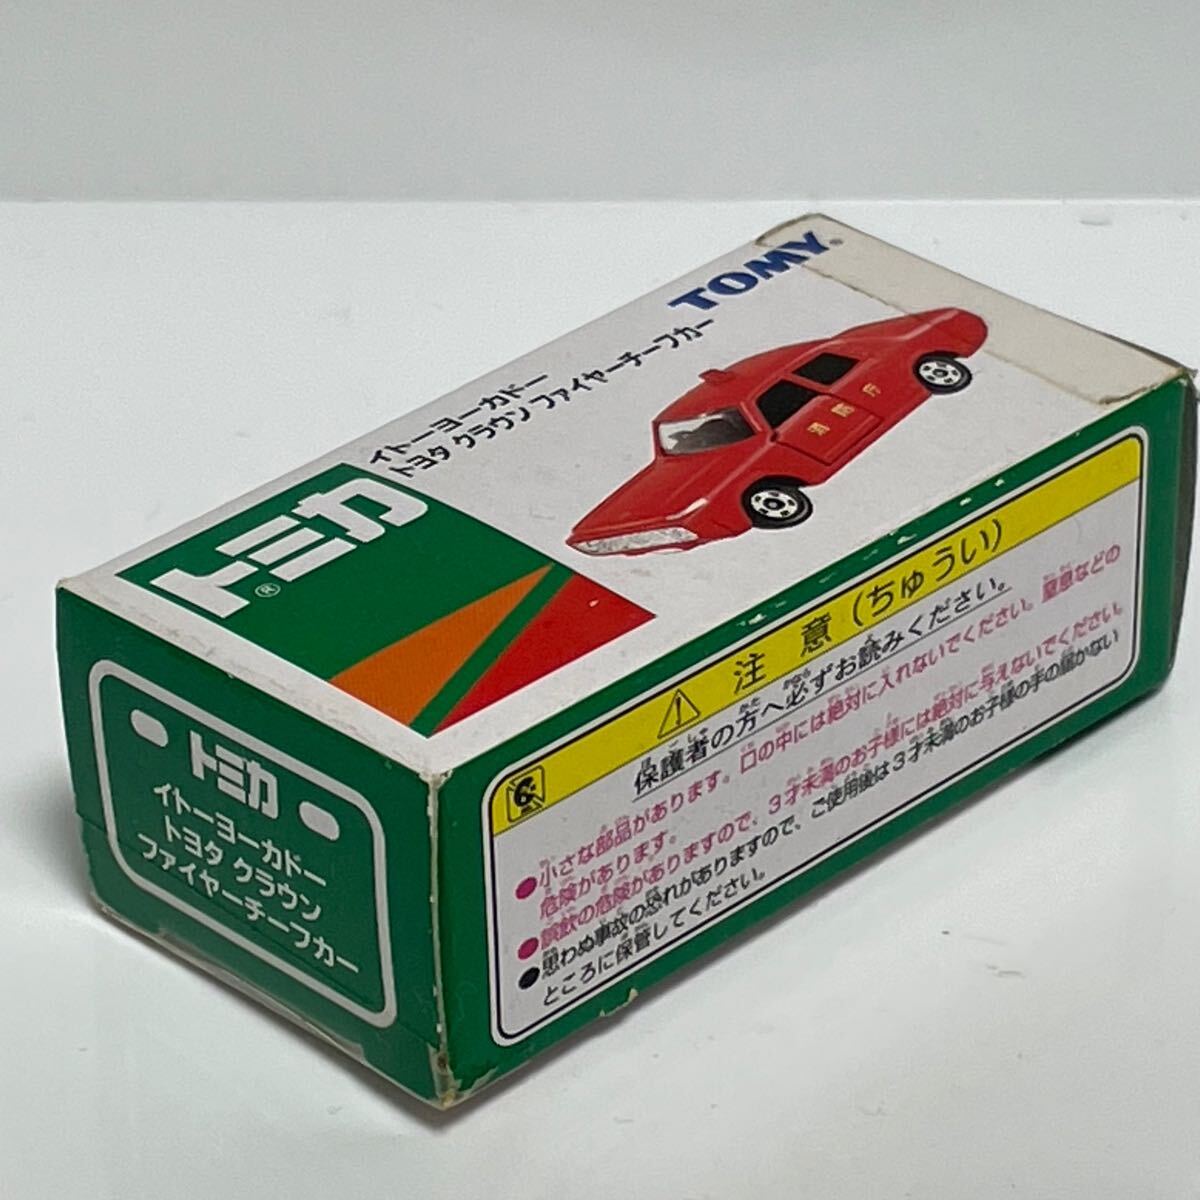 TOMY®
イトーヨーカドー
トヨタ クラウン ファイヤーチーフカー
消防庁
トミカ®
トミカ
イトーヨーカドー
トヨタ クラウン
ファイヤーチーフカー
注意(ちゅうい)
保護者の方へ必ずお読みください。
●小さな部品があります。口の中には絶対に入れないでください。窒息などの
危険があります。
●誤飲の危険がありますので、3才未満のお子様には絶対に与えないでください。
●思わぬ事故の恐れがありますので、ご使用後は3才未満のお子様の手の届かない
ところに保管してください。